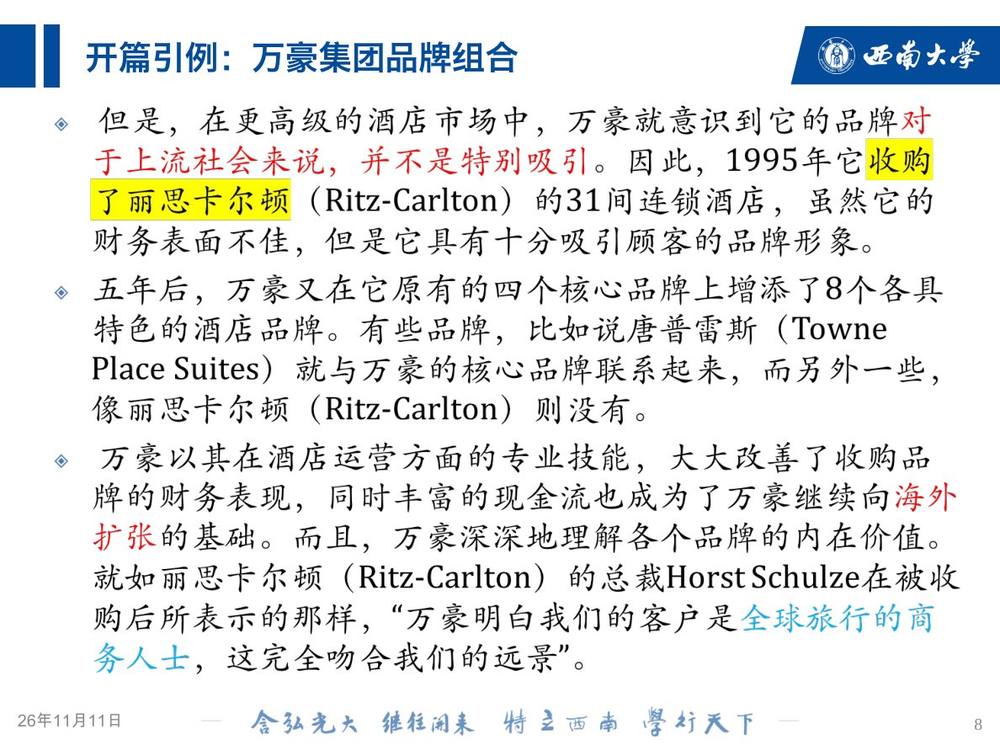 开篇引例：万豪集团品牌组合
西南大学
但是，在更高级的酒店市场中，万豪就意识到它的品牌对
于上流社会来说，并不是特别吸引。因此，1995年它收购
了丽思卡尔顿（Ritz-Carlton）的31间连锁酒店，虽然它的
财务表面不佳，但是它具有十分吸引顾客的品牌形象。
五年后，万豪又在它原有的四个核心品牌上增添了8个各具
特色的酒店品牌。有些品牌，比如说唐普雷斯（Towne
Place Suites）就与万豪的核心品牌联系起来，而另外一些，
像丽思卡尔顿（Ritz-Carlton）则没有。
万豪以其在酒店运营方面的专业技能，大大改善了收购品
牌的财务表现，同时丰富的现金流也成为了万豪继续向海外
扩张的基础。而且，万豪深深地理解各个品牌的内在价值。
就如丽思卡尔顿（Ritz-Carlton）的总裁Horst Schulze在被收
购后所表示的那样，“万豪明白我们的客户是全球旅行的商
务人士，这完全吻合我们的远景”。
26年11月11日
含弘光大 继往开来 特立西南 学行天下
8